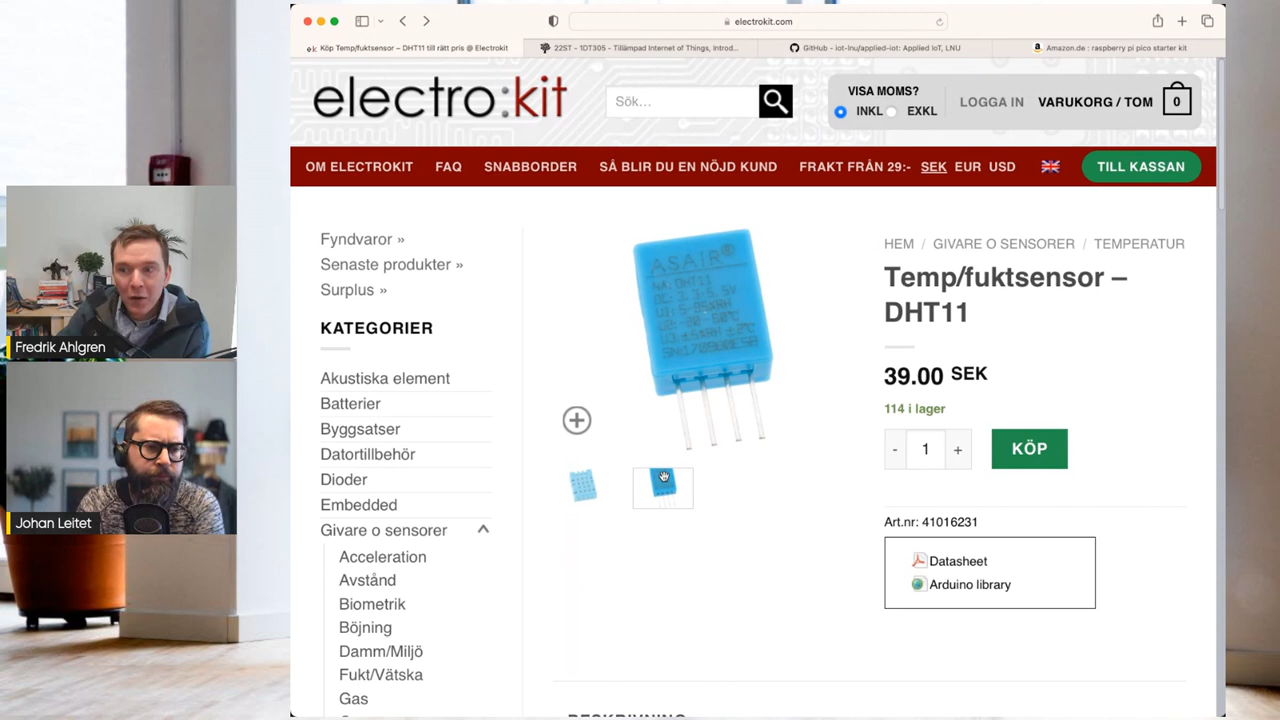 electrokit.com
Köp Temp/fuktsensor – DHT11 till rätt pris @ Electrokit
22ST - 1DT305 - Tillämpad Internet of Things, Introd...
GitHub - iot-lnu/applied-iot: Applied IoT, LNU
Amazon.de : raspberry pi pico starter kit
electro:kit
Sök...
VISA MOMS?
INKL EXKL
LOGGA IN
VARUKORG / TOM
0
OM ELECTROKIT
FAQ
SNABBORDER
SÅ BLIR DU EN NÖJD KUND
FRAKT FRÅN 29:-
SEK EUR USD
TILL KASSAN
Fyndvaror »
Senaste produkter »
Surplus »
KATEGORIER
Akustiska element
Batterier
Byggsatser
Datortillbehör
Dioder
Embedded
Givare o sensorer
Acceleration
Avstånd
Biometrik
Böjning
Damm/Miljö
Fukt/Vätska
Gas
ASAIR®
HEM / GIVARE O SENSORER / TEMPERATUR
Temp/fuktsensor –
DHT11
39.00 SEK
114 i lager
- 1 +
KÖP
Art.nr: 41016231
Datasheet
Arduino library
BESKRIVNING
Fredrik Ahlgren
Johan Leitet